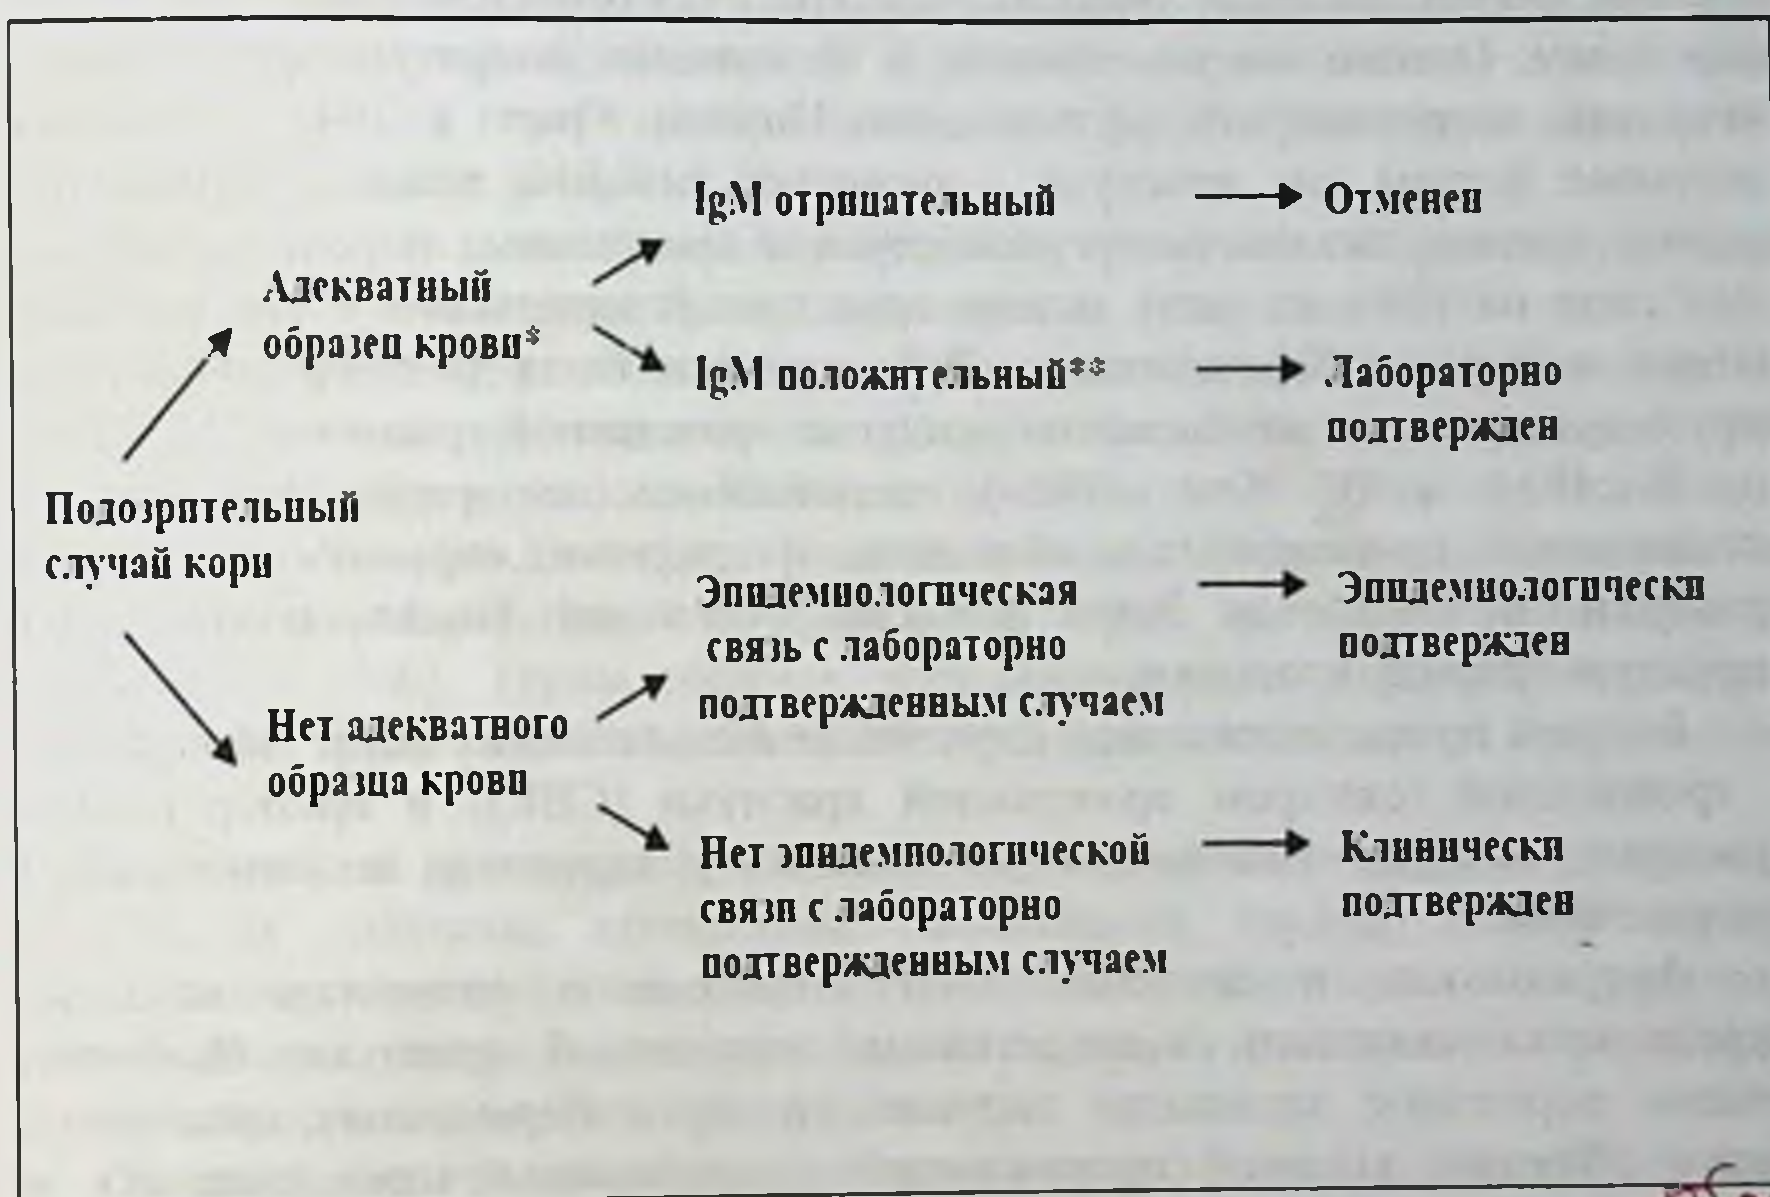 IgM отрицательный
Отменен
Адекватный
образец крови*
IgM положительный**
Лабораторно
подтвержден
Подозрительный
случай кори
Эпидемиологическая
связь с лабораторно
подтвержденным случаем
Эпидемиологически
подтвержден
Нет адекватного
образца крови
Нет эпидемиологической
связи с лабораторно
подтвержденным случаем
Клинически
подтвержден